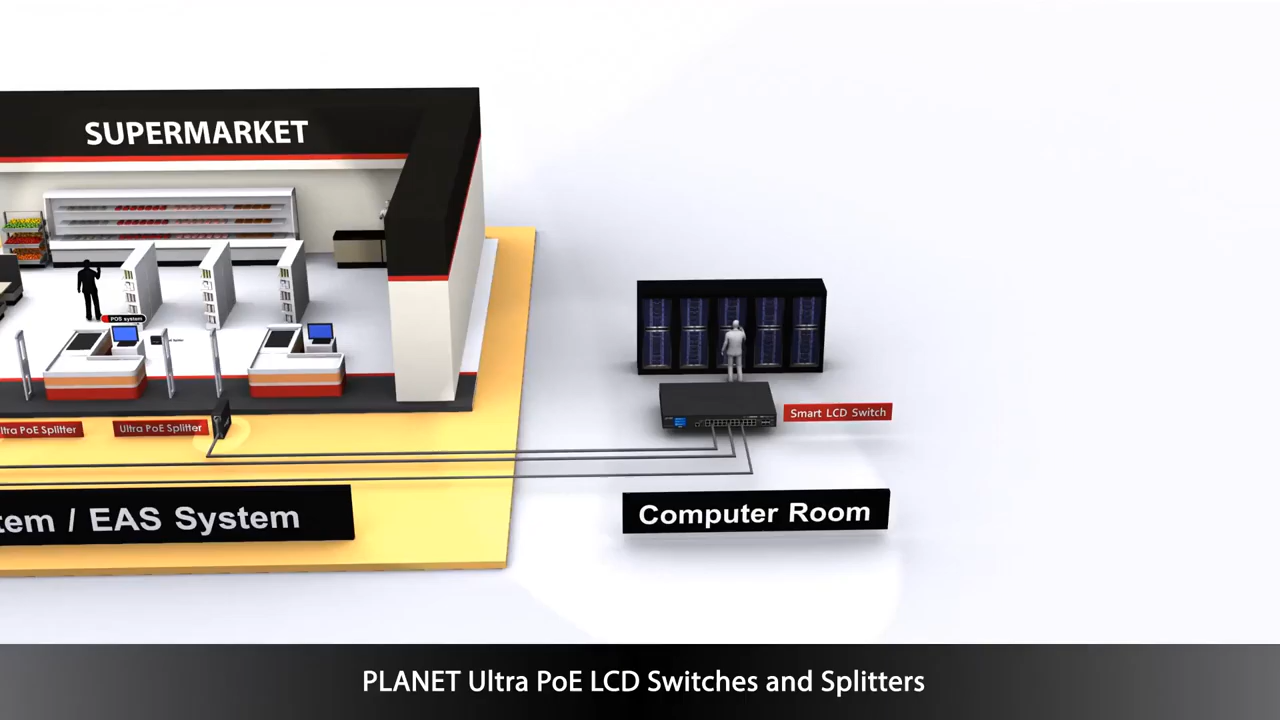 SUPERMARKET
POS system
ltra PoE Splitter
Ultra PoE Splitter
Smart LCD Switch
tem / EAS System
Computer Room
PLANET Ultra PoE LCD Switches and Splitters